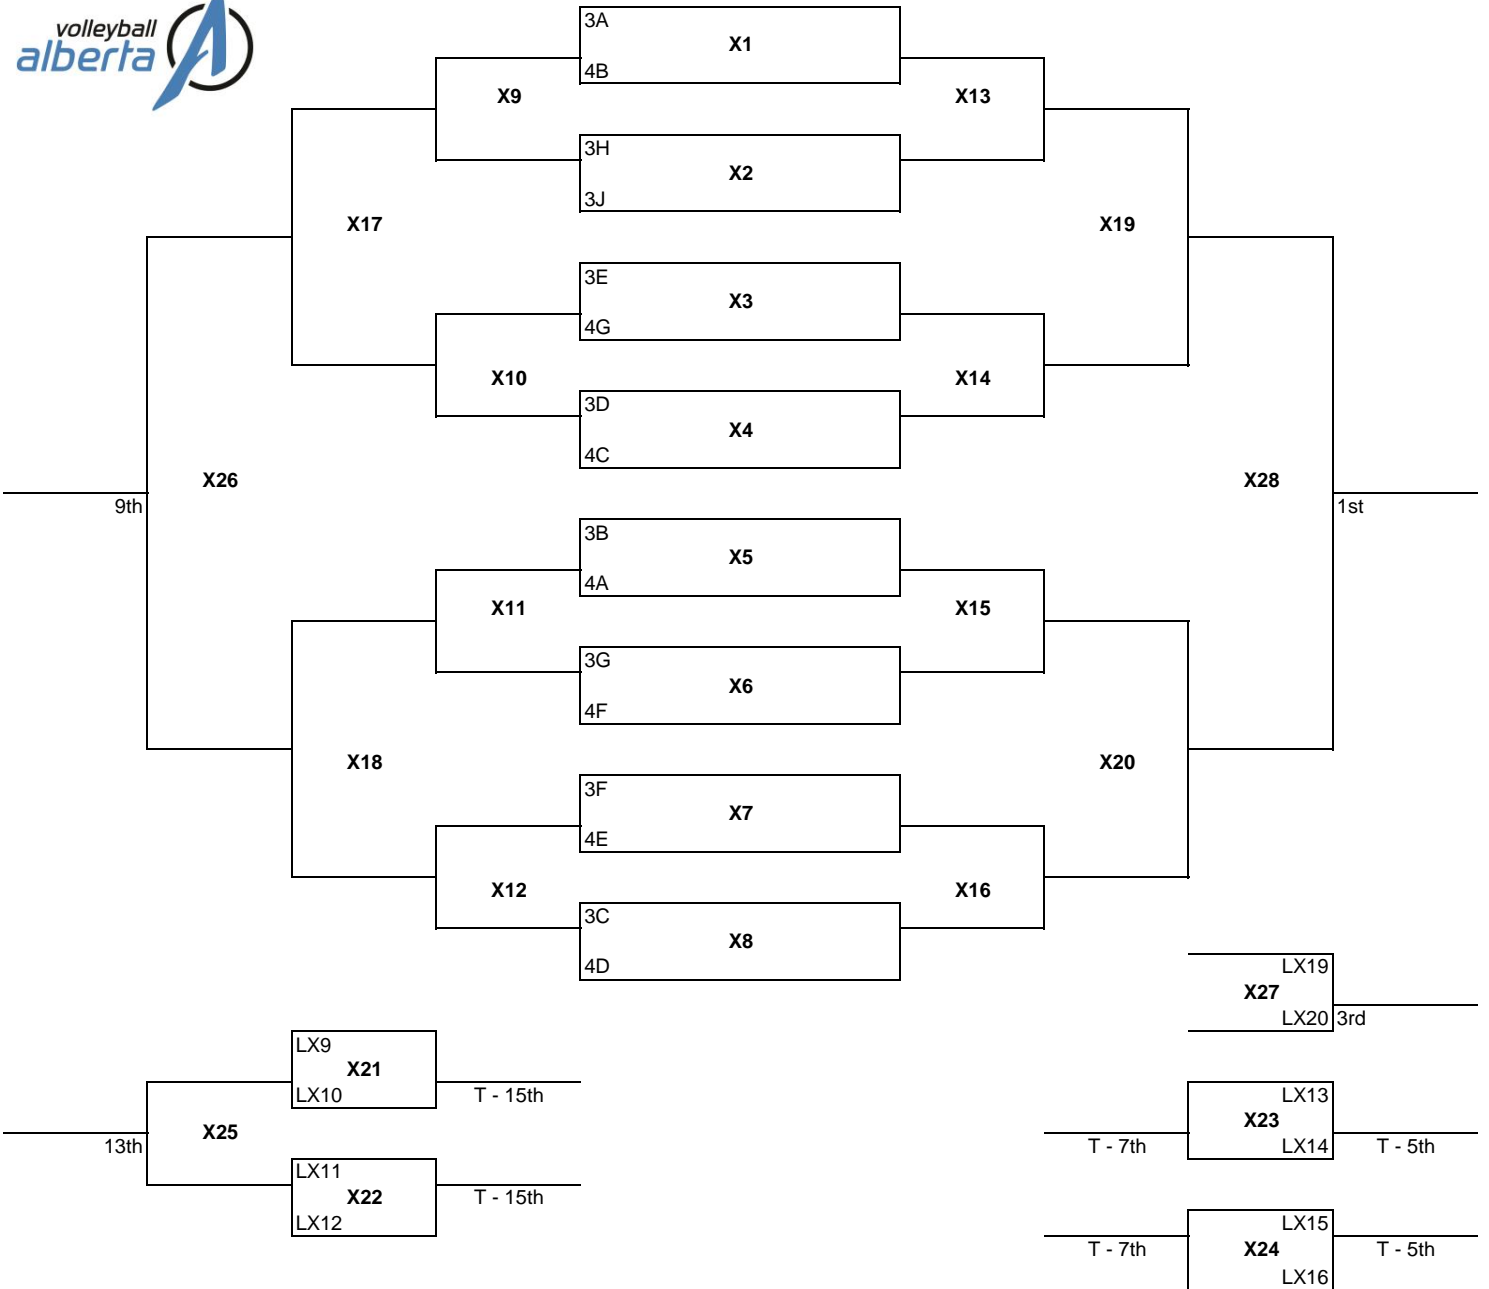 volleyball
alberta
3A
X1
4B
X9
X13
3H
X2
3J
X17
X19
3E
X3
4G
X10
X14
3D
X4
4C
X26
X28
9th
1st
3B
X5
4A
X11
X15
3G
X6
4F
X18
X20
3F
X7
4E
X12
X16
3C
X8
4D
LX19
X27
LX20 3rd
LX9
X21
LX10
T - 15th
X25
13th
LX11
X22
LX12
T - 15th
LX13
X23
LX14
T - 7th
T - 5th
LX15
X24
LX16
T - 7th
T - 5th